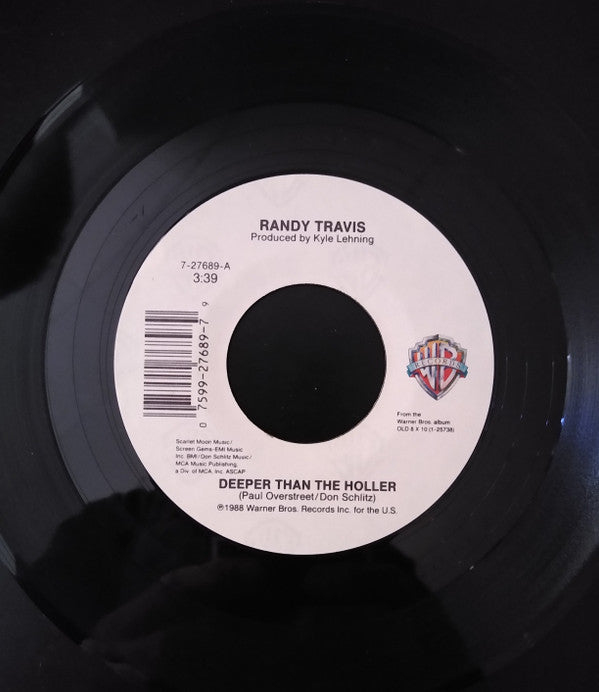 RANDY TRAVIS
Produced by Kyle Lehning
7-27689-A
3:39
0 7599-27689-7 9
WB
RECORDS
From the
Warner Bros. album
OLD 8 X 10 (1-25738)
Scarlet Moon Music/
Screen Gems-EMI Music
Inc. BMI/Don Schlitz Music/
MCA Music Publishing,
a Div. of MCA, Inc. ASCAP
DEEPER THAN THE HOLLER
(Paul Overstreet/Don Schlitz)
℗1988 Warner Bros. Records Inc. for the U.S.